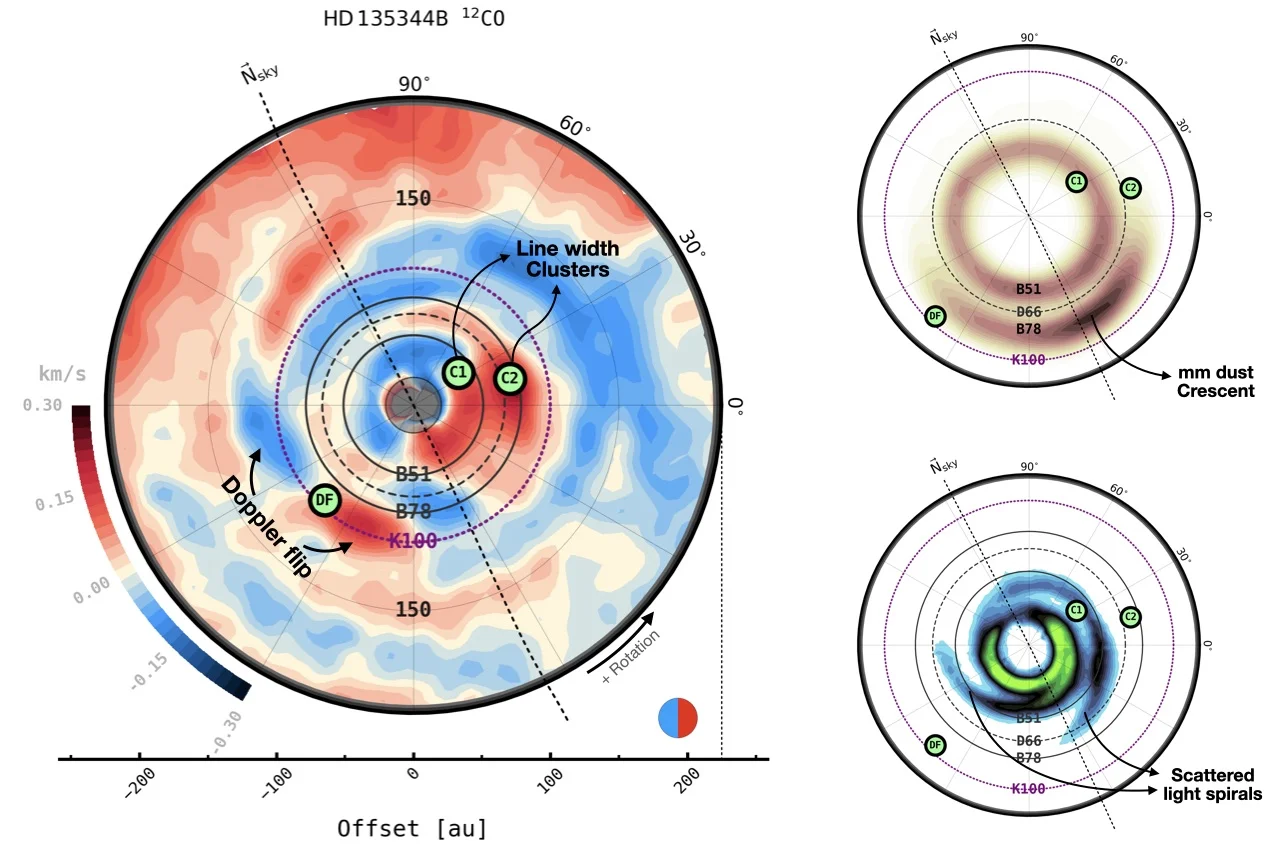 HD 135344B ¹²CO
N⃗sky
90°
60°
30°
0°
150
Line width
Clusters
C1
C2
B51
B78
K100
DF
Doppler flip
150
+ Rotation
km/s
0.30
0.15
0.00
-0.15
-0.30
-200
-100
0
100
200
Offset [au]
N⃗sky
90°
60°
30°
0°
C1
C2
DF
B51
D66
B78
K100
mm dust
Crescent
N⃗sky
90°
60°
30°
0°
C1
C2
DF
B51
D66
B78
K100
Scattered
light spirals